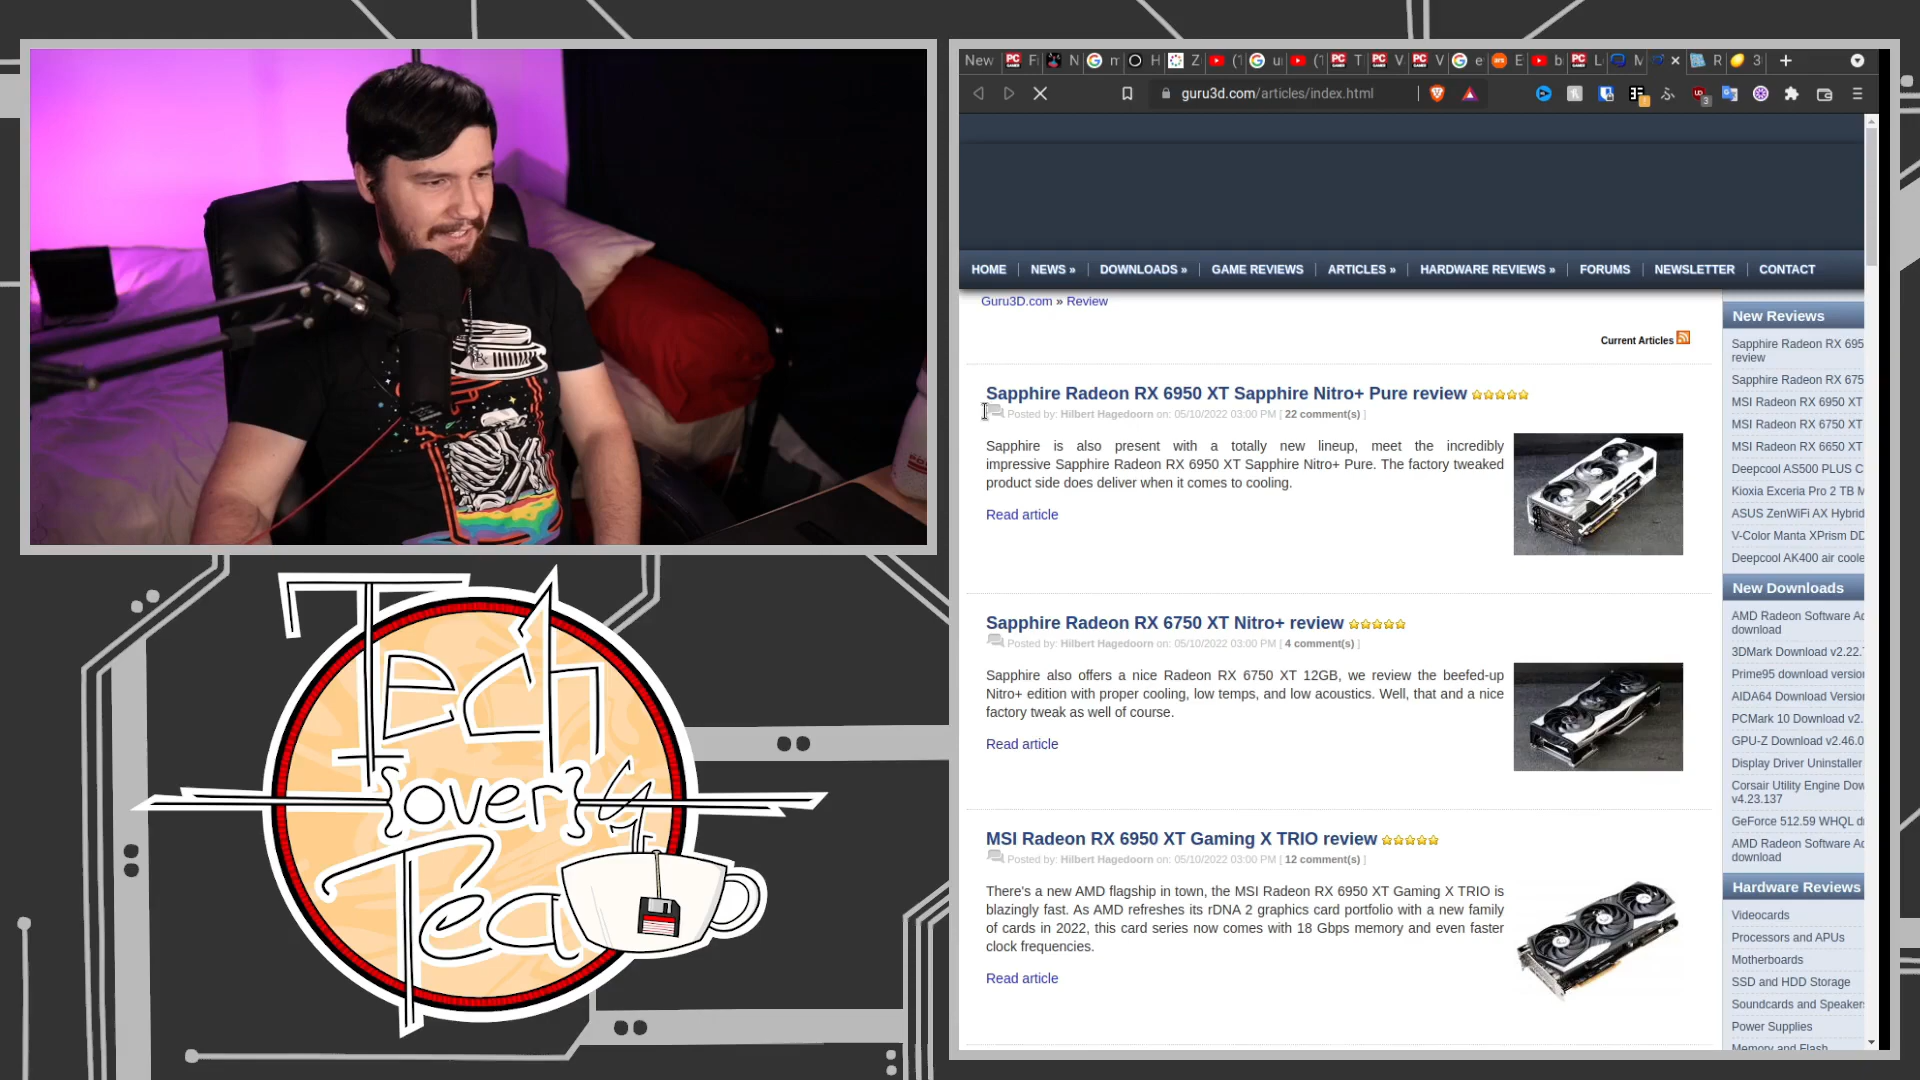 Tech
{over}
Tea
New
guru3d.com/articles/index.html
HOME
NEWS »
DOWNLOADS »
GAME REVIEWS
ARTICLES »
HARDWARE REVIEWS »
FORUMS
NEWSLETTER
CONTACT
Guru3D.com » Review
Current Articles
Sapphire Radeon RX 6950 XT Sapphire Nitro+ Pure review
Posted by: Hilbert Hagedoorn on: 05/10/2022 03:00 PM [ 22 comment(s) ]
Sapphire is also present with a totally new lineup, meet the incredibly
impressive Sapphire Radeon RX 6950 XT Sapphire Nitro+ Pure. The factory tweaked
product side does deliver when it comes to cooling.
Read article
Sapphire Radeon RX 6750 XT Nitro+ review
Posted by: Hilbert Hagedoorn on: 05/10/2022 03:00 PM [ 4 comment(s) ]
Sapphire also offers a nice Radeon RX 6750 XT 12GB, we review the beefed-up
Nitro+ edition with proper cooling, low temps, and low acoustics. Well, that and a nice
factory tweak as well of course.
Read article
MSI Radeon RX 6950 XT Gaming X TRIO review
Posted by: Hilbert Hagedoorn on: 05/10/2022 03:00 PM [ 12 comment(s) ]
There's a new AMD flagship in town, the MSI Radeon RX 6950 XT Gaming X TRIO is
blazingly fast. As AMD refreshes its rDNA 2 graphics card portfolio with a new family
of cards in 2022, this card series now comes with 18 Gbps memory and even faster
clock frequencies.
Read article
New Reviews
Sapphire Radeon RX 695
review
Sapphire Radeon RX 675
MSI Radeon RX 6950 XT
MSI Radeon RX 6750 XT
MSI Radeon RX 6650 XT
Deepcool AS500 PLUS C
Kioxia Exceria Pro 2 TB M
ASUS ZenWiFi AX Hybrid
V-Color Manta XPrism DD
Deepcool AK400 air coole
New Downloads
AMD Radeon Software Ad
download
3DMark Download v2.22.
Prime95 download version
AIDA64 Download Version
PCMark 10 Download v2.
GPU-Z Download v2.46.0
Display Driver Uninstaller
Corsair Utility Engine Dow
v4.23.137
GeForce 512.59 WHQL d
AMD Radeon Software Ad
download
Hardware Reviews
Videocards
Processors and APUs
Motherboards
SSD and HDD Storage
Soundcards and Speakers
Power Supplies
Memory and Flash